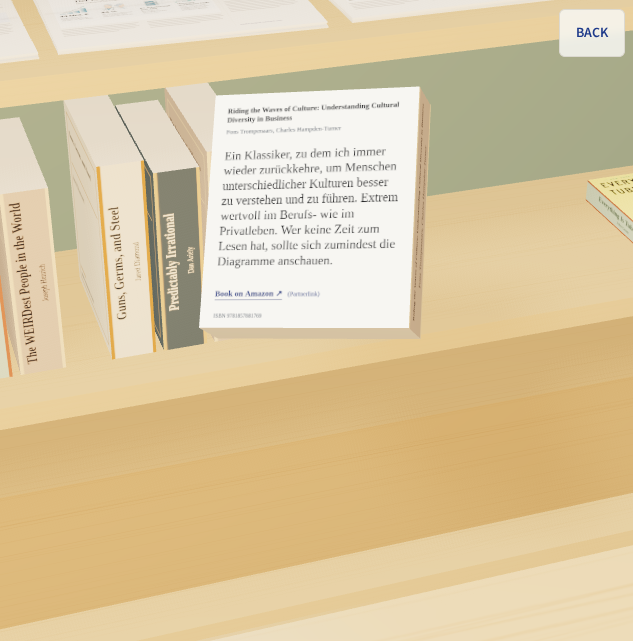 BACK
Riding the Waves of Culture: Understanding Cultural
Diversity in Business
Fons Trompenaars, Charles Hampden-Turner
Ein Klassiker, zu dem ich immer
wieder zurückkehre, um Menschen
unterschiedlicher Kulturen besser
zu verstehen und zu führen. Extrem
wertvoll im Berufs- wie im
Privatleben. Wer keine Zeit zum
Lesen hat, sollte sich zumindest die
Diagramme anschauen.
Book on Amazon ↗ (Partnerlink)
The WEIRDest People in the World
Joseph Henrich
Guns, Germs, and Steel
Jared Diamond
Predictably Irrational
Dan Ariely